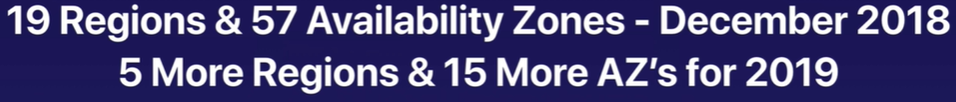 19 Regions & 57 Availability Zones - December 2018
5 More Regions & 15 More AZ’s for 2019